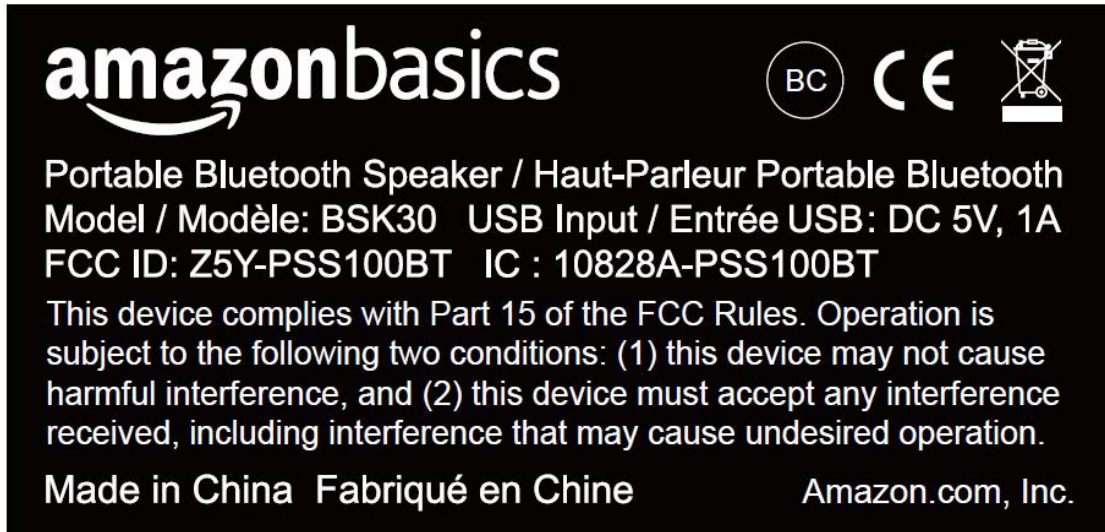 amazonbasics
BC CE
Portable Bluetooth Speaker / Haut-Parleur Portable Bluetooth
Model / Modèle: BSK30 USB Input / Entrée USB: DC 5V, 1A
FCC ID: Z5Y-PSS100BT IC : 10828A-PSS100BT
This device complies with Part 15 of the FCC Rules. Operation is
subject to the following two conditions: (1) this device may not cause
harmful interference, and (2) this device must accept any interference
received, including interference that may cause undesired operation.
Made in China Fabriqué en Chine
Amazon.com, Inc.